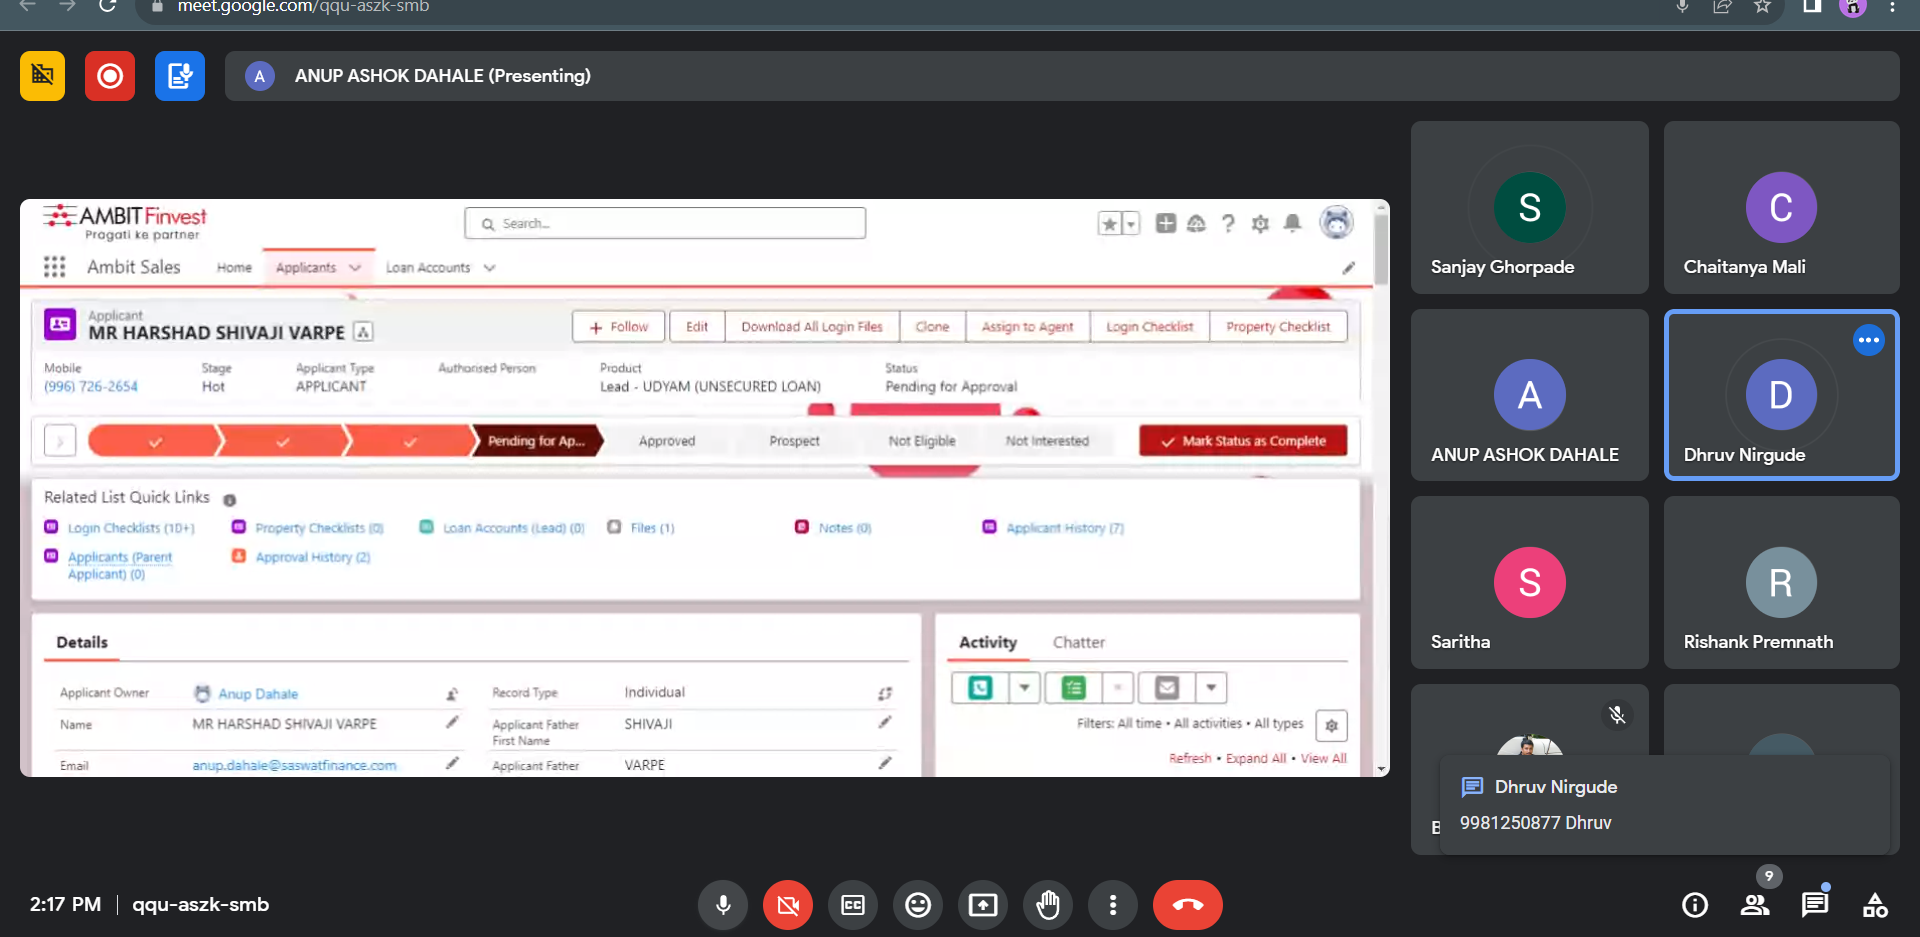 meet.google.com/qqu-aszk-smb
A ANUP ASHOK DAHALE (Presenting)
AMBIT Finvest
Pragati ke partner
Search...
Ambit Sales Home Applicants Loan Accounts
Applicant
MR HARSHAD SHIVAJI VARPE
Follow Edit Download All Login Files Clone Assign to Agent Login Checklist Property Checklist
Mobile Stage Applicant Type Authorised Person Product Status
(996) 726-2654 Hot APPLICANT Lead - UDYAM (UNSECURED LOAN) Pending for Approval
Pending for Ap... Approved Prospect Not Eligible Not Interested Mark Status as Complete
Related List Quick Links
Login Checklists (10+) Property Checklists (0) Loan Accounts (Lead) (0) Files (1) Notes (0) Applicant History (7)
Applicants (Parent Applicant) (0) Approval History (2)
Details
Applicant Owner Anup Dahale Record Type Individual
Name MR HARSHAD SHIVAJI VARPE Applicant Father First Name SHIVAJI
Email anup.dahale@saswatfinance.com Applicant Father VARPE
Activity Chatter
Filters: All time • All activities • All types
Refresh • Expand All • View All
S
Sanjay Ghorpade
C
Chaitanya Mali
A
ANUP ASHOK DAHALE
D
Dhruv Nirgude
S
Saritha
R
Rishank Premnath
Dhruv Nirgude
9981250877 Dhruv
2:17 PM qqu-aszk-smb
CC
9